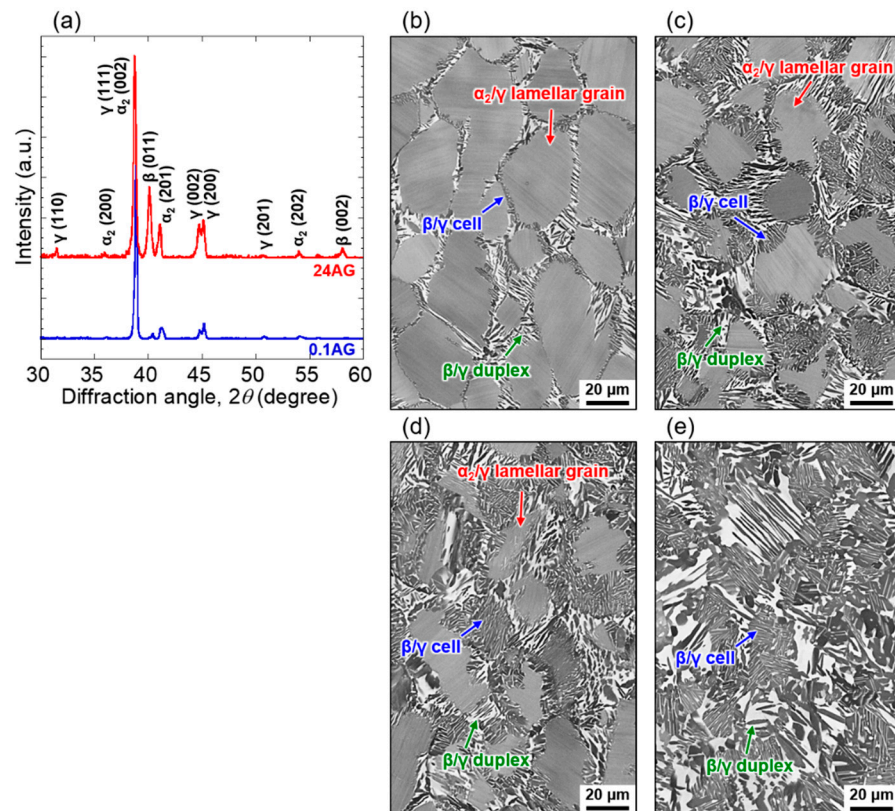 (a)
(b)
(c)
Intensity (a.u.)
γ (110)
α₂ (200)
γ (111)
α₂ (002)
β (011)
α₂ (201)
γ (002)
γ (200)
γ (201)
α₂ (202)
β (002)
24AG
0.1AG
30 35 40 45 50 55 60
Diffraction angle, 2θ (degree)
α₂/γ lamellar grain
β/γ cell
β/γ duplex
20 µm
α₂/γ lamellar grain
β/γ cell
β/γ duplex
20 µm
(d)
(e)
α₂/γ lamellar grain
β/γ cell
β/γ duplex
20 µm
β/γ cell
β/γ duplex
20 µm